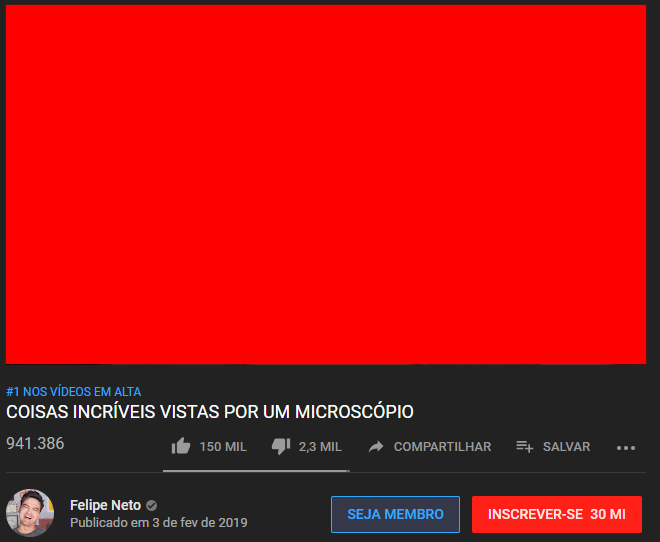 #1 NOS VÍDEOS EM ALTA
COISAS INCRÍVEIS VISTAS POR UM MICROSCÓPIO
941.386
150 MIL
2,3 MIL
COMPARTILHAR
SALVAR
Felipe Neto
Publicado em 3 de fev de 2019
SEJA MEMBRO
INSCREVER-SE 30 MI